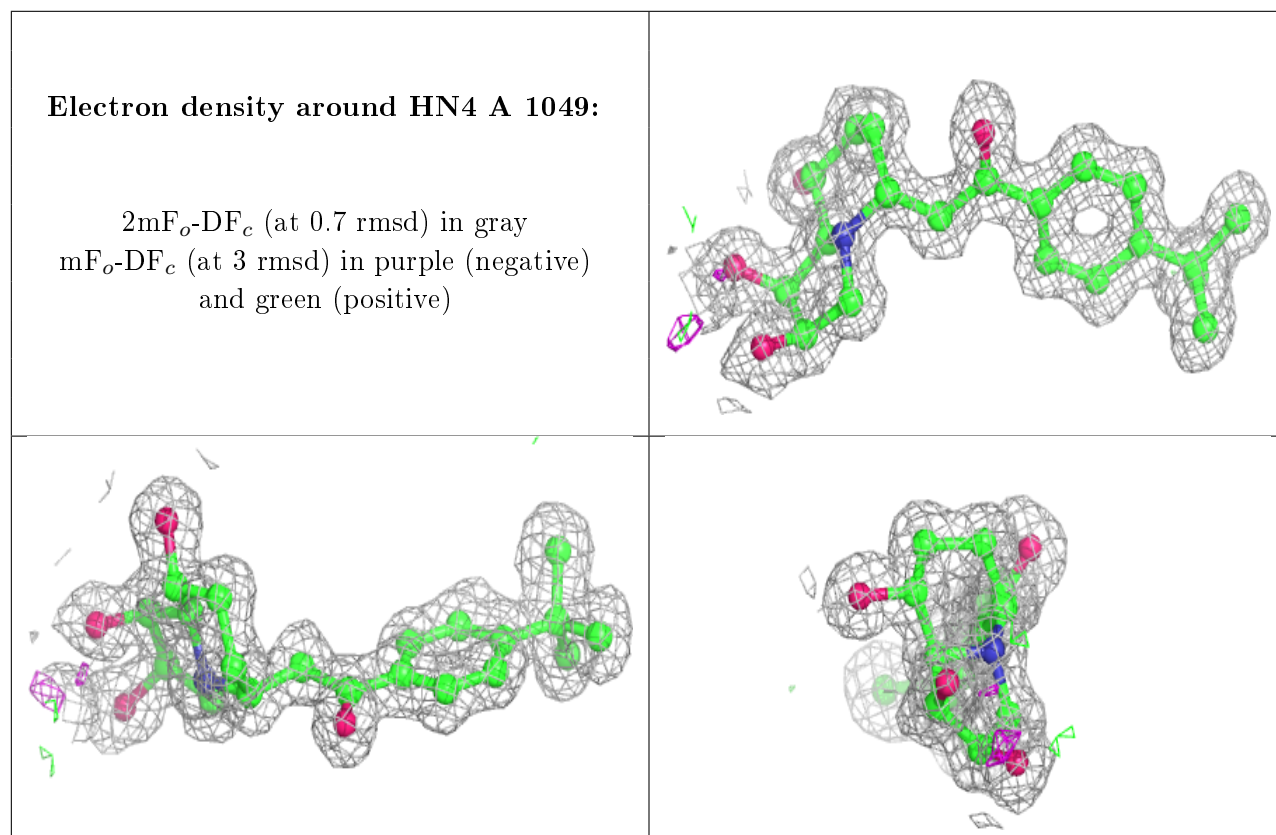 Electron density around HN4 A 1049:
2mFₒ-DF𝒸 (at 0.7 rmsd) in gray
mFₒ-DF𝒸 (at 3 rmsd) in purple (negative)
and green (positive)